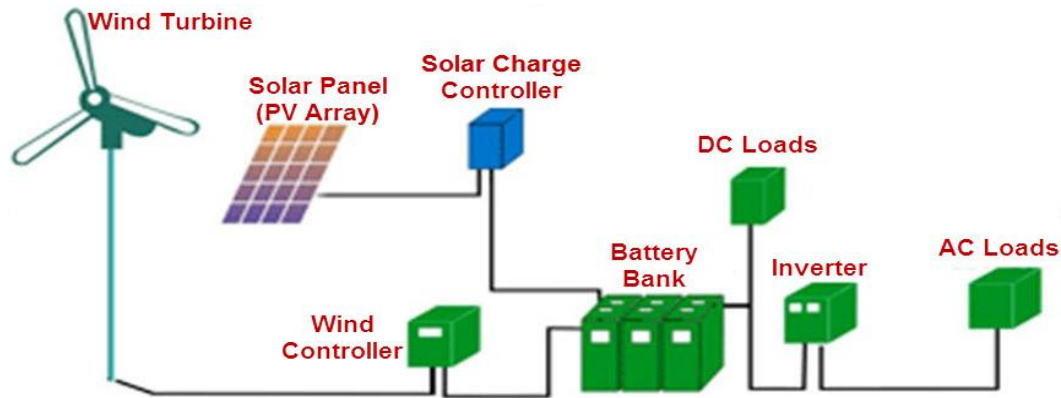 Wind Turbine
Solar Panel
(PV Array)
Solar Charge
Controller
DC Loads
Battery
Bank
Inverter
AC Loads
Wind
Controller